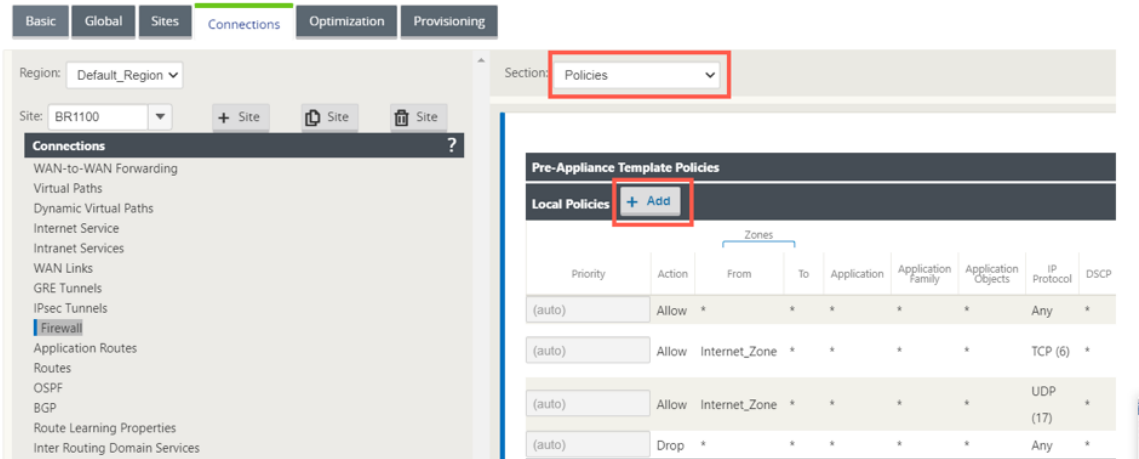 Basic Global Sites Connections Optimization Provisioning
Region: Default_Region
Site: BR1100 + Site Site Site
Connections ?
WAN-to-WAN Forwarding
Virtual Paths
Dynamic Virtual Paths
Internet Service
Intranet Services
WAN Links
GRE Tunnels
IPsec Tunnels
Firewall
Application Routes
Routes
OSPF
BGP
Route Learning Properties
Inter Routing Domain Services
Section: Policies
Pre-Appliance Template Policies
Local Policies + Add
Zones
Priority Action From To Application Application Family Application Objects IP Protocol DSCP
(auto) Allow * * * * * Any *
(auto) Allow Internet_Zone * * * * TCP (6) *
(auto) Allow Internet_Zone * * * * UDP (17) *
(auto) Drop * * * * * Any *